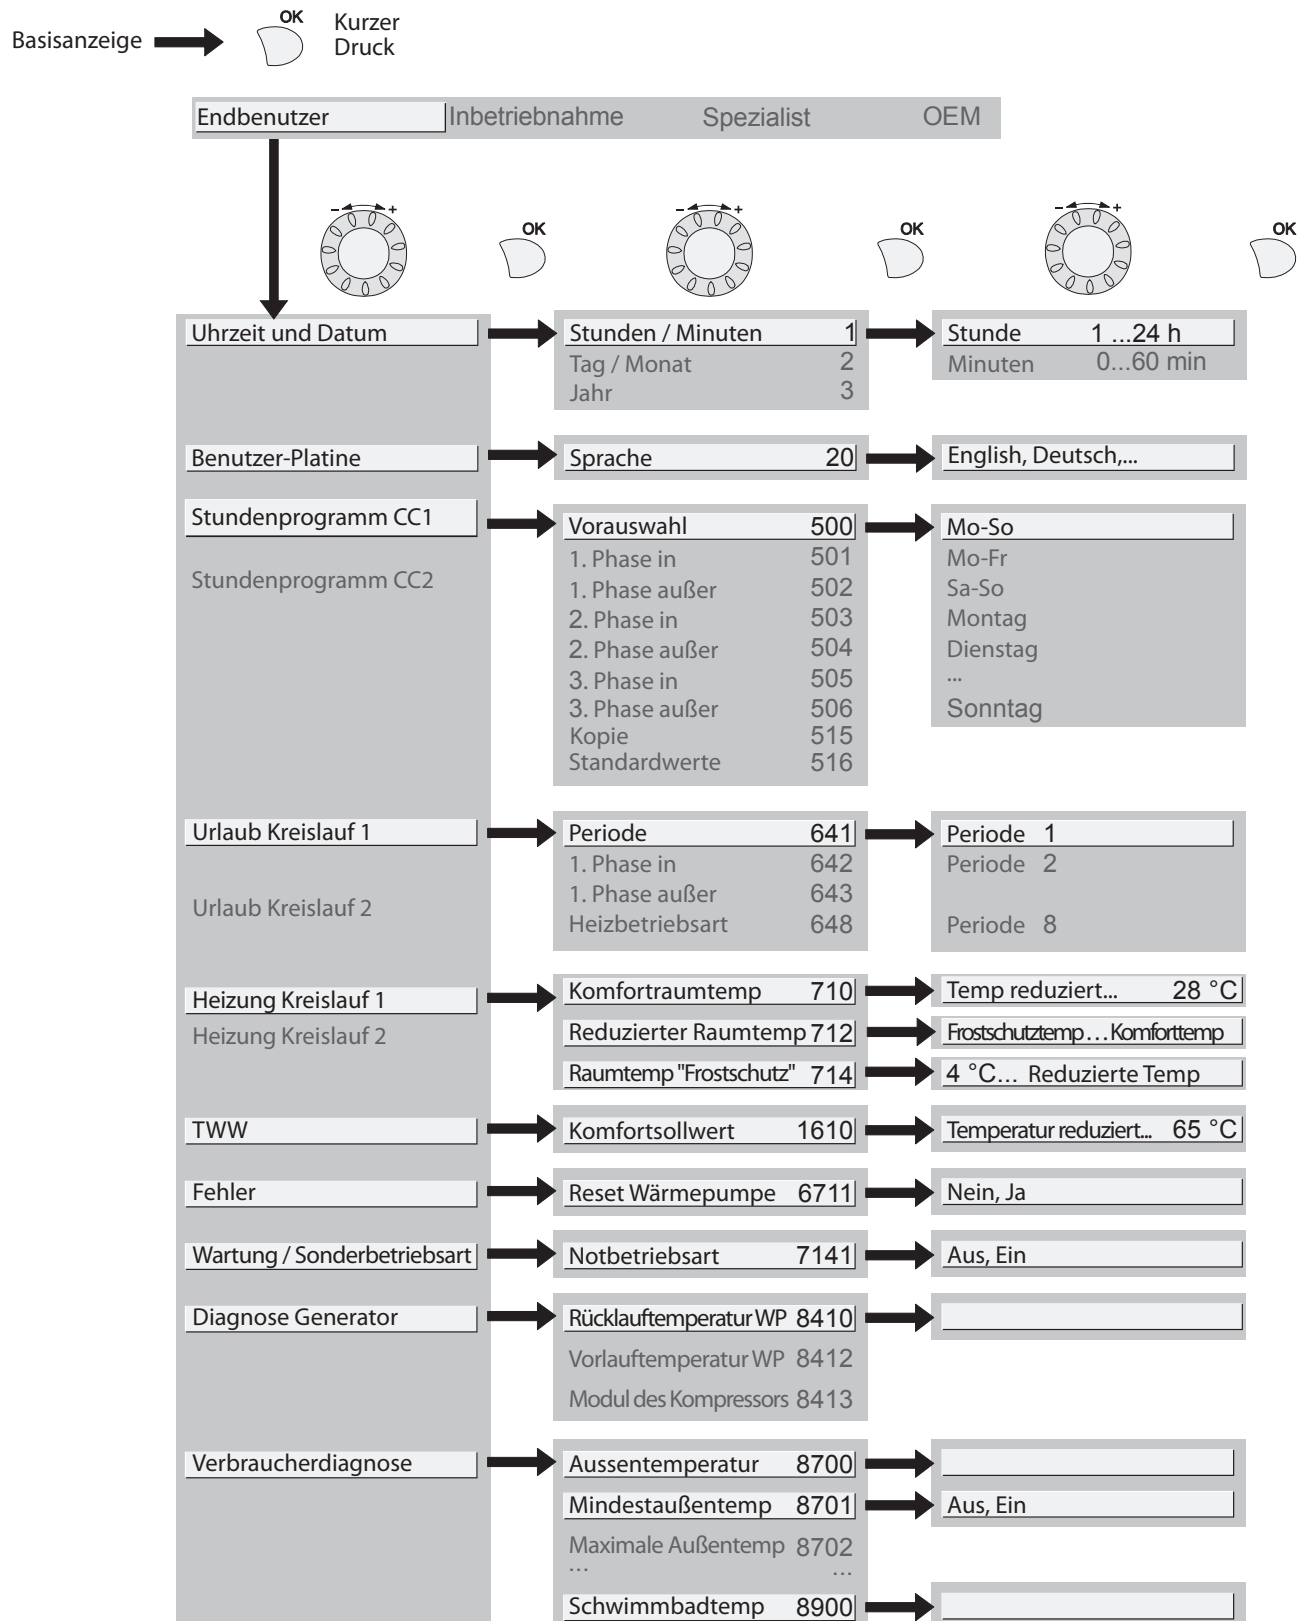 Basisanzeige
OK
Kurzer
Druck
Endbenutzer Inbetriebnahme Spezialist OEM
- + OK - + OK - + OK
Uhrzeit und Datum Stunden / Minuten 1 Stunde 1 ...24 h
Tag / Monat 2 Minuten 0...60 min
Jahr 3
Benutzer-Platine Sprache 20 English, Deutsch,...
Stundenprogramm CC1 Vorauswahl 500 Mo-So
1. Phase in 501 Mo-Fr
Stundenprogramm CC2 1. Phase außer 502 Sa-So
2. Phase in 503 Montag
2. Phase außer 504 Dienstag
3. Phase in 505 ...
3. Phase außer 506 Sonntag
Kopie 515
Standardwerte 516
Urlaub Kreislauf 1 Periode 641 Periode 1
1. Phase in 642 Periode 2
1. Phase außer 643
Urlaub Kreislauf 2
Heizbetriebsart 648 Periode 8
Heizung Kreislauf 1 Komfortraumtemp 710 Temp reduziert... 28 °C
Heizung Kreislauf 2 Reduzierter Raumtemp 712 Frostschutztemp...Komforttemp
Raumtemp "Frostschutz" 714 4 °C... Reduzierte Temp
TWW Komfortsollwert 1610 Temperatur reduziert... 65 °C
Fehler Reset Wärmepumpe 6711 Nein, Ja
Wartung / Sonderbetriebsart Notbetriebsart 7141 Aus, Ein
Diagnose Generator Rücklauftemperatur WP 8410
Vorlauftemperatur WP 8412
Modul des Kompressors 8413
Verbraucherdiagnose Aussentemperatur 8700
Mindestaußentemp 8701 Aus, Ein
Maximale Außentemp 8702
... ...
Schwimmbadtemp 8900